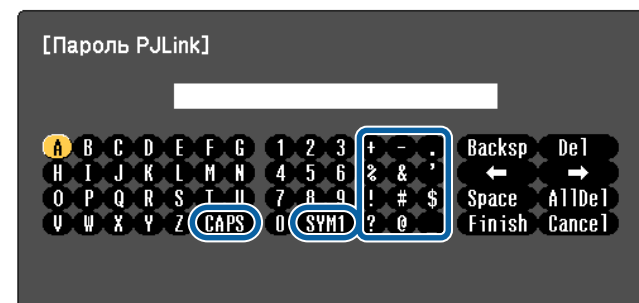 [Пароль PJLink]
A B C D E F G 1 2 3 + - . Backsp Del
H I J K L M N 4 5 6 % & ' ← →
O P Q R S T U 7 8 9 ! # $ Space AllDel
V W X Y Z CAPS 0 SYM1 ? @ _ Finish Cancel